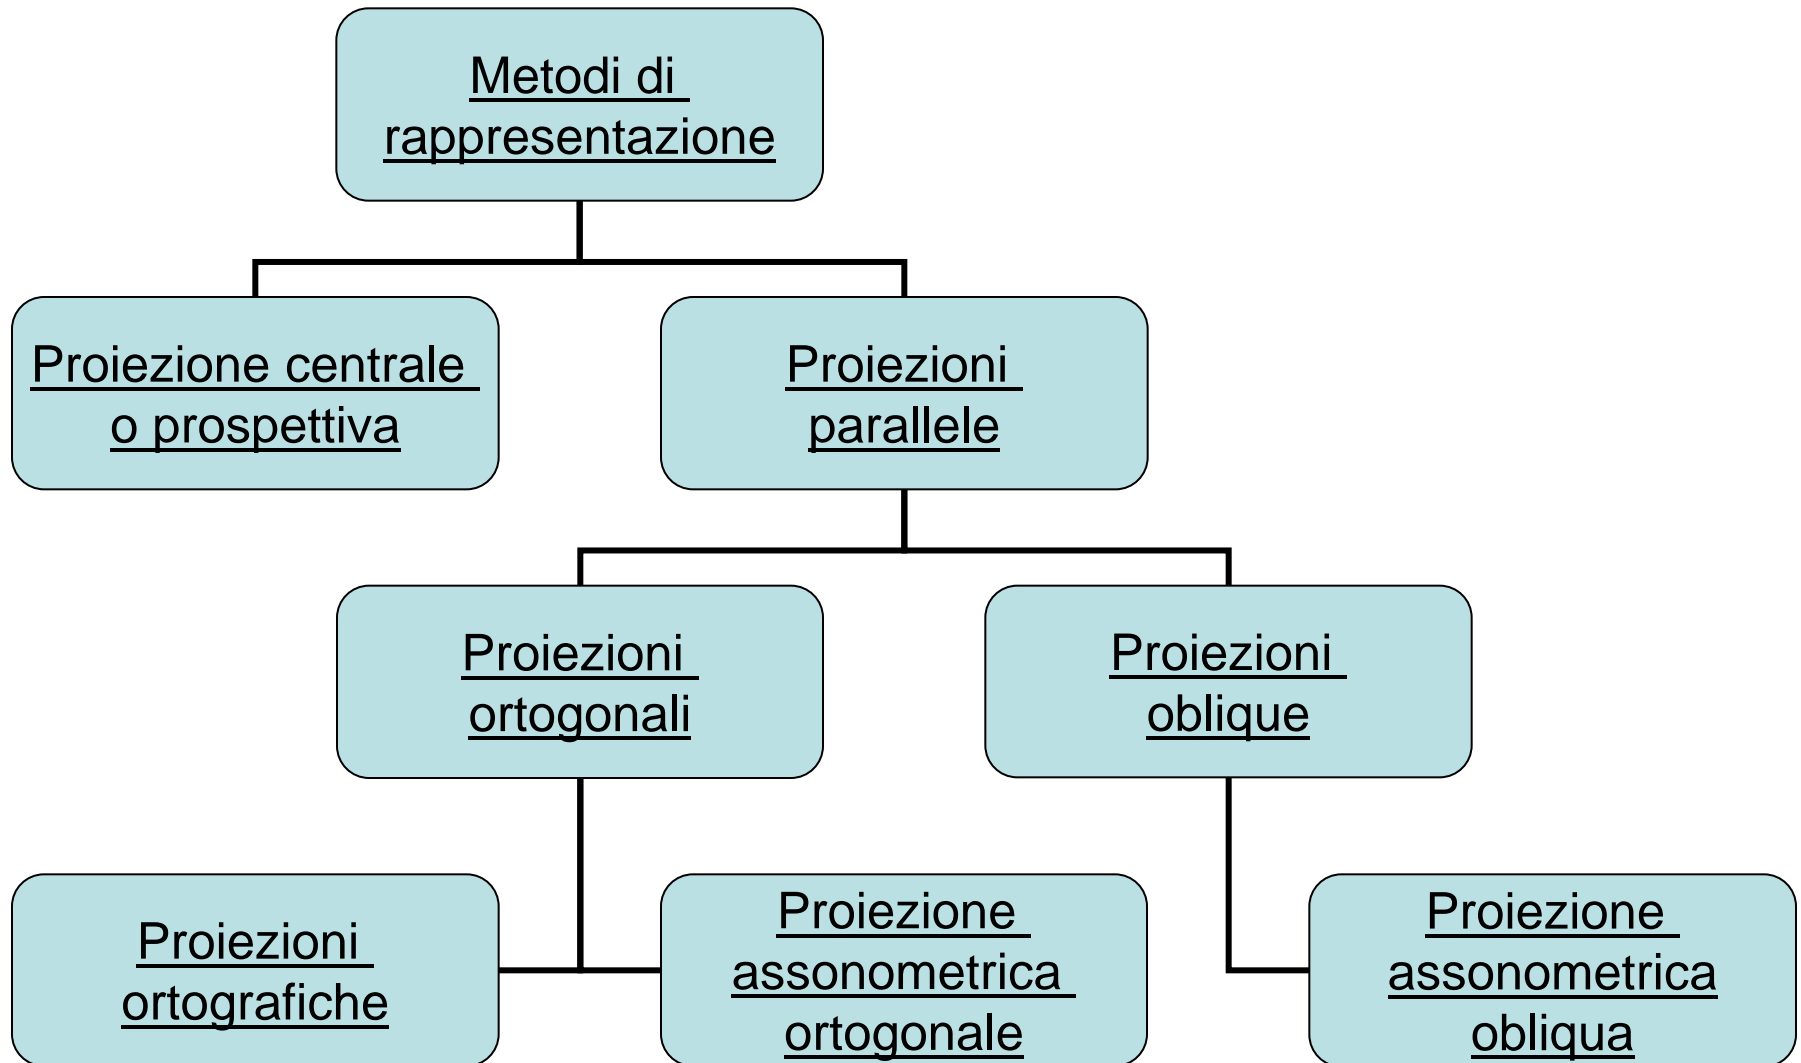 Metodi di
rappresentazione
Proiezione centrale
o prospettiva
Proiezioni
parallele
Proiezioni
ortogonali
Proiezioni
oblique
Proiezioni
ortografiche
Proiezione
assonometrica
ortogonale
Proiezione
assonometrica
obliqua